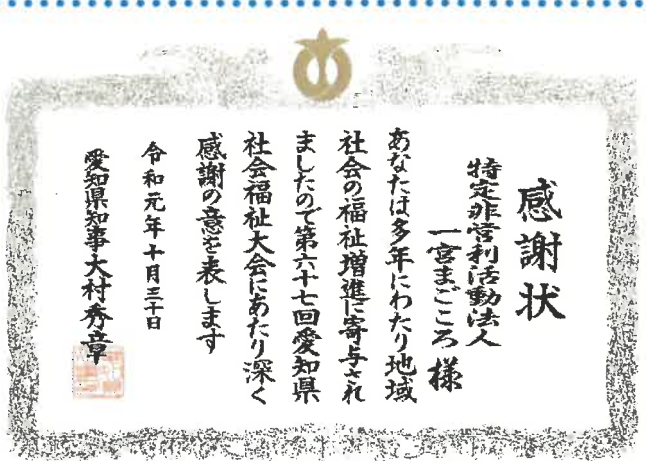 感謝状
特定非営利活動法人
一宮まごころ様
あなたは多年にわたり地域
社会の福祉増進に寄与され
ましたので第六十七回愛知県
社会福祉大会にあたり深く
感謝の意を表します
令和元年十月三十日
愛知県知事大村秀章